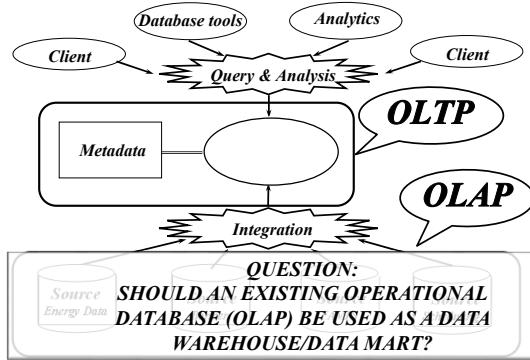 Database tools
Analytics
Client
Client
Query & Analysis
OLTP
Metadata
OLAP
Integration
QUESTION:
SHOULD AN EXISTING OPERATIONAL
DATABASE (OLAP) BE USED AS A DATA
WAREHOUSE/DATA MART?
Source
Energy Data